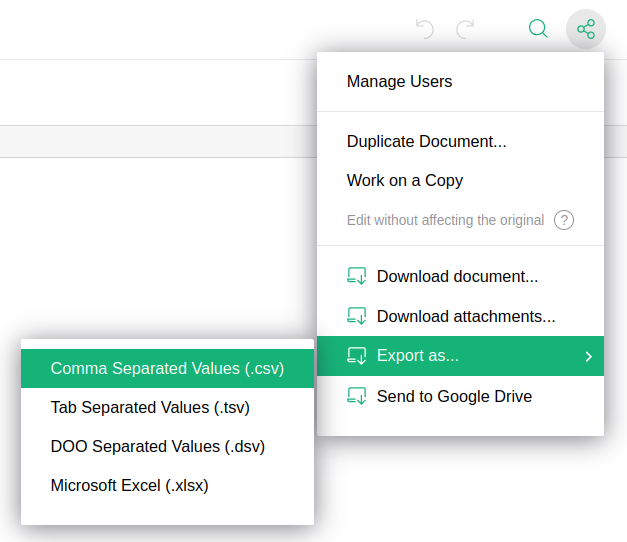 Manage Users
Duplicate Document...
Work on a Copy
Edit without affecting the original ?
Download document...
Download attachments...
Export as...
Send to Google Drive
Comma Separated Values (.csv)
Tab Separated Values (.tsv)
DOO Separated Values (.dsv)
Microsoft Excel (.xlsx)